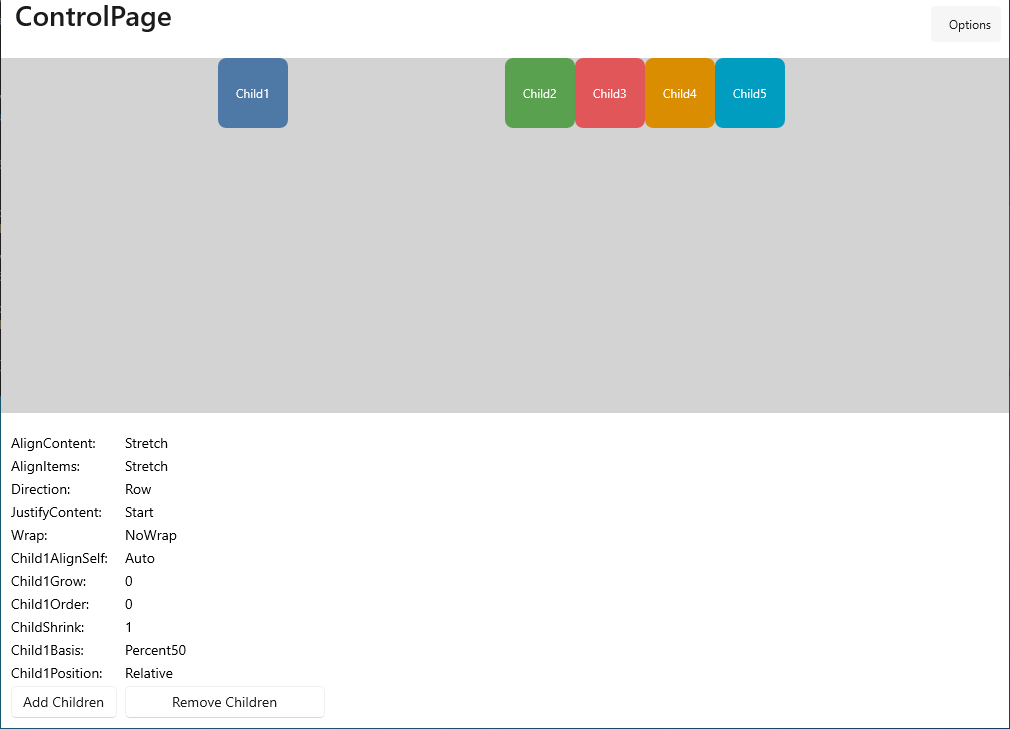 ControlPage
Options
Child1 Child2 Child3 Child4 Child5
AlignContent: Stretch
AlignItems: Stretch
Direction: Row
JustifyContent: Start
Wrap: NoWrap
Child1AlignSelf: Auto
Child1Grow: 0
Child1Order: 0
ChildShrink: 1
Child1Basis: Percent50
Child1Position: Relative
Add Children Remove Children